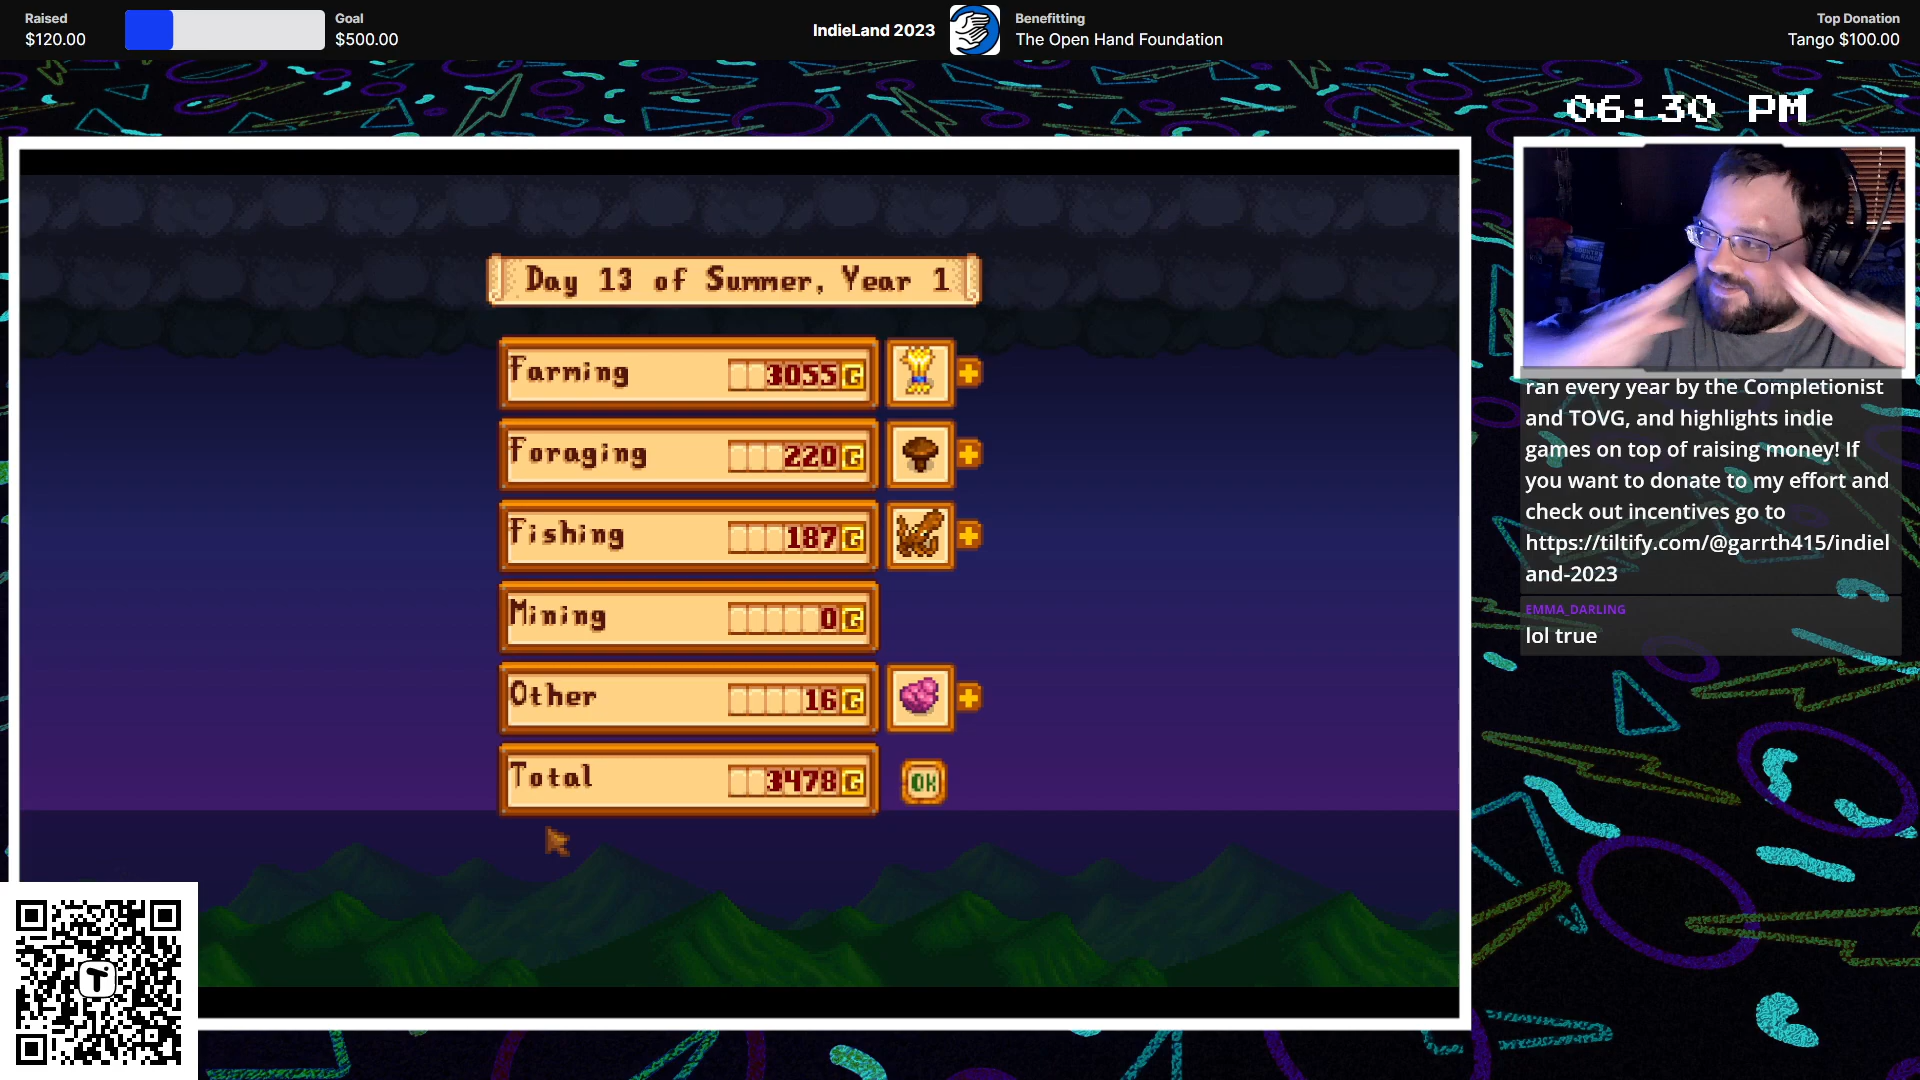 Raised
$120.00
Goal
$500.00
IndieLand 2023
Benefitting
The Open Hand Foundation
Top Donation
Tango $100.00
06:30 PM
Day 13 of Summer, Year 1
Farming 3055G
Foraging 220G
Fishing 187G
Mining 0G
Other 16G
Total 3478G
OK
ran every year by the Completionist
and TOVG, and highlights indie
games on top of raising money! If
you want to donate to my effort and
check out incentives go to
https://tiltify.com/@garrth415/indiel
and-2023
EMMA_DARLING
lol true
T